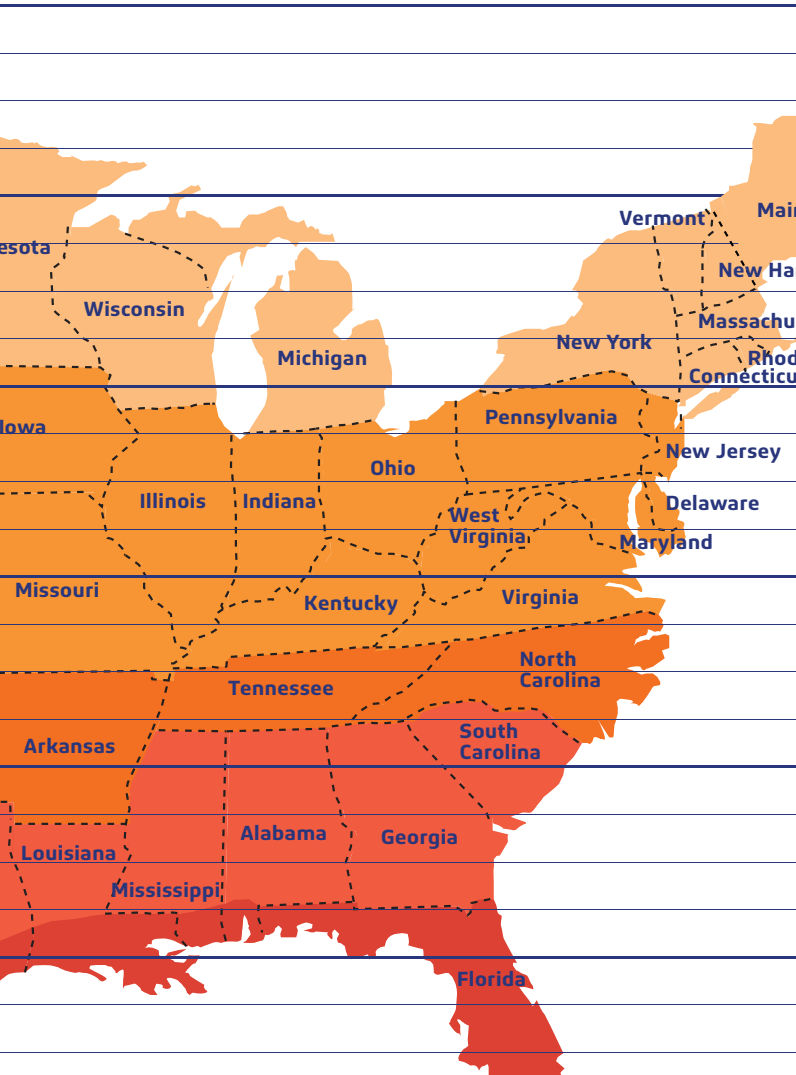 Vermont
Mai
esota
New Ha
Wisconsin
Massachu
New York
Michigan
Rhod
Connecticu
Pennsylvania
Iowa
New Jersey
Ohio
Illinois
Indiana
Delaware
West
Virginia
Maryland
Missouri
Kentucky
Virginia
North
Carolina
Tennessee
South
Carolina
Arkansas
Alabama
Georgia
Louisiana
Mississippi
Florida